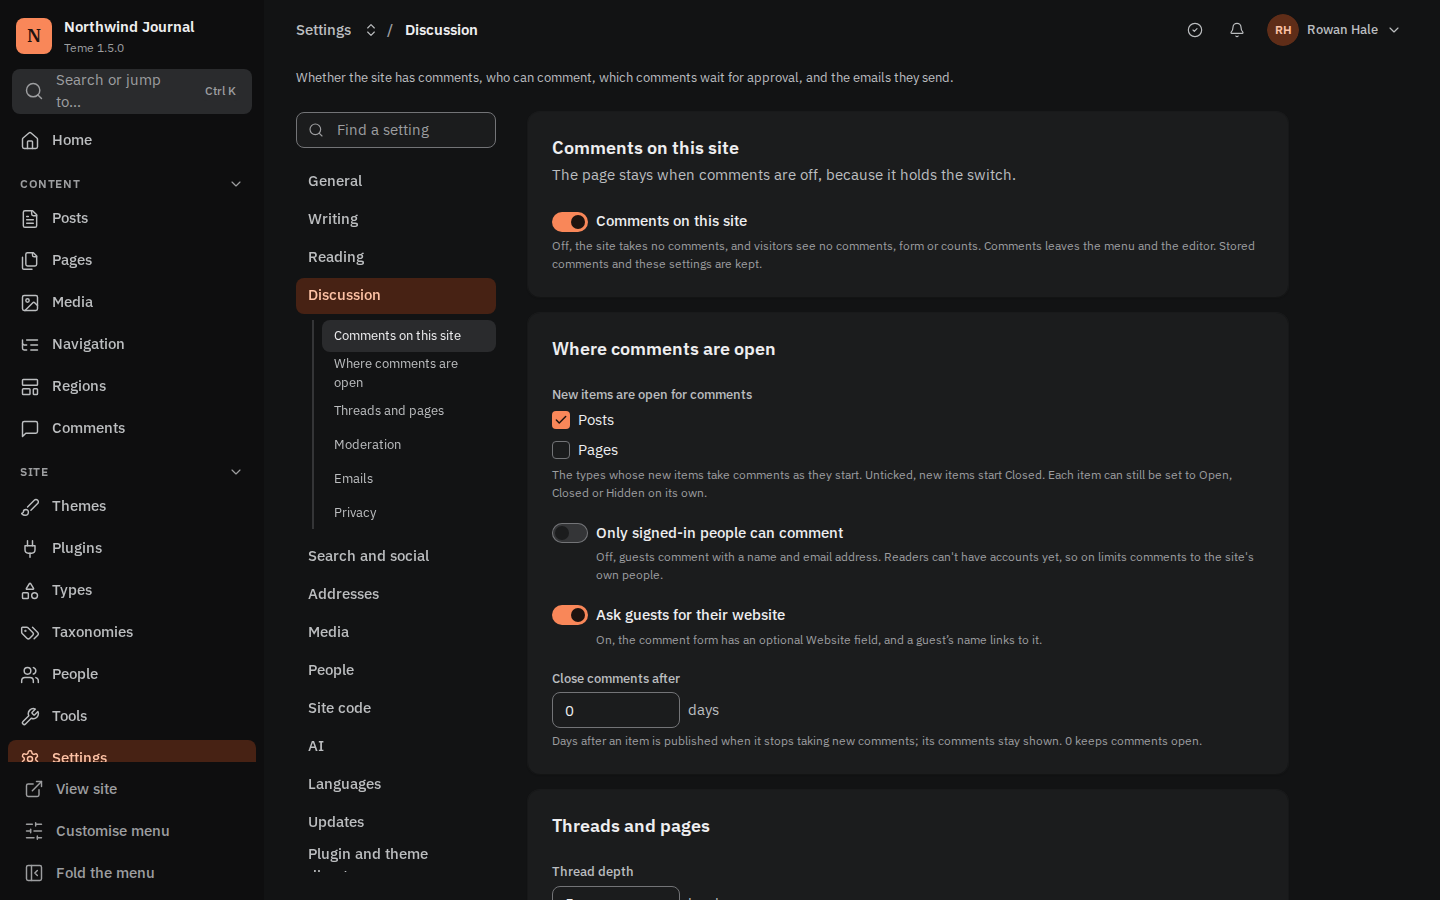 N
Northwind Journal
Teme 1.5.0
Search or jump
to...
Ctrl K
Home
CONTENT
Posts
Pages
Media
Navigation
Regions
Comments
SITE
Themes
Plugins
Types
Taxonomies
People
Tools
Settings
View site
Customise menu
Fold the menu
Settings / Discussion
RH
Rowan Hale
Whether the site has comments, who can comment, which comments wait for approval, and the emails they send.
Find a setting
General
Writing
Reading
Discussion
Comments on this site
Where comments are
open
Threads and pages
Moderation
Emails
Privacy
Search and social
Addresses
Media
People
Site code
AI
Languages
Updates
Plugin and theme
Comments on this site
The page stays when comments are off, because it holds the switch.
Comments on this site
Off, the site takes no comments, and visitors see no comments, form or counts. Comments leaves the menu and the editor. Stored
comments and these settings are kept.
Where comments are open
New items are open for comments
Posts
Pages
The types whose new items take comments as they start. Unticked, new items start Closed. Each item can still be set to Open,
Closed or Hidden on its own.
Only signed-in people can comment
Off, guests comment with a name and email address. Readers can't have accounts yet, so on limits comments to the site's
own people.
Ask guests for their website
On, the comment form has an optional Website field, and a guest's name links to it.
Close comments after
0
days
Days after an item is published when it stops taking new comments; its comments stay shown. 0 keeps comments open.
Threads and pages
Thread depth